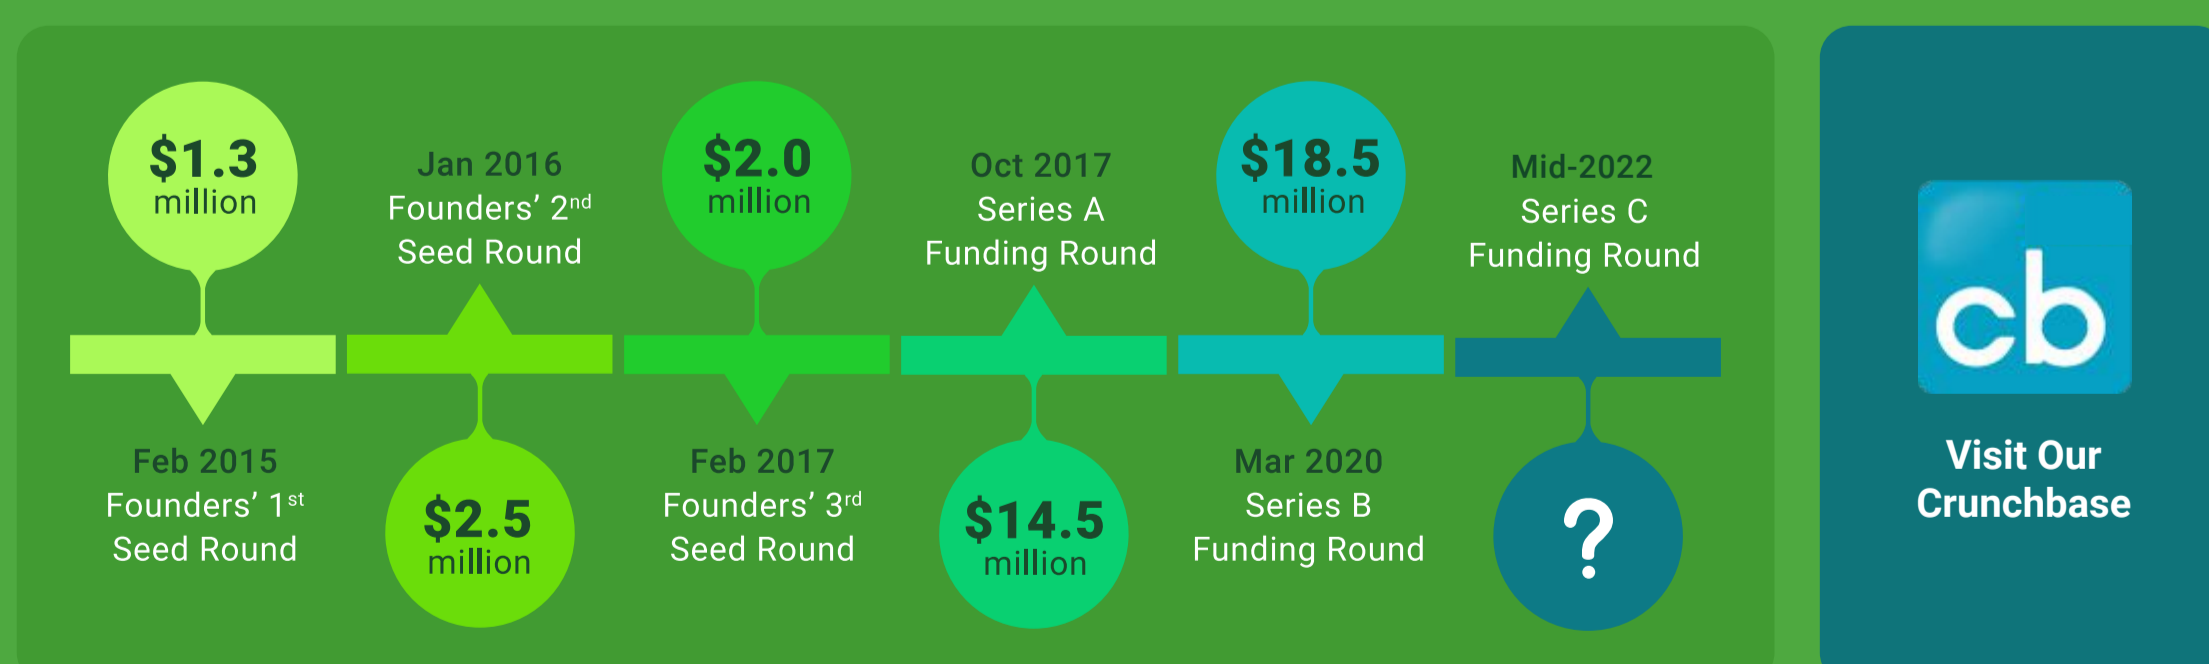 $1.3
million
Feb 2015
Founders’ 1st
Seed Round
Jan 2016
Founders’ 2nd
Seed Round
$2.5
million
$2.0
million
Feb 2017
Founders’ 3rd
Seed Round
Oct 2017
Series A
Funding Round
$14.5
million
$18.5
million
Mar 2020
Series B
Funding Round
Mid-2022
Series C
Funding Round
?
cb
Visit Our
Crunchbase